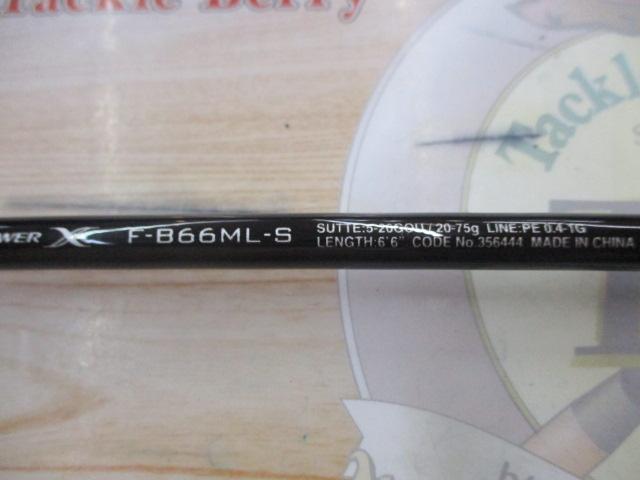 Tackle Berry
Tackl
WER X F-B66ML-S
SUTTE:5-20GOU/20-75g LINE:PE 0.4-1G
LENGTH:6'6" CODE No.356444 MADE IN CHINA